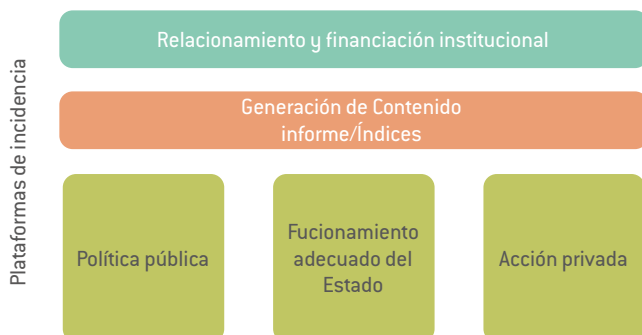 Plataformas de incidencia
Relacionamiento y financiación institucional
Generación de Contenido
informe/Índices
Política pública
Fucionamiento
adecuado del
Estado
Acción privada